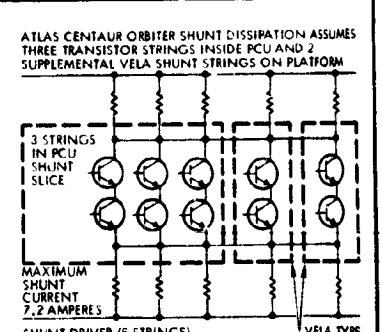 ATLAS CENTAUR ORBITER SHUNT DISSIPATION ASSUMES
THREE TRANSISTOR STRINGS INSIDE PCU AND 2
SUPPLEMENTAL VELA SHUNT STRINGS ON PLATFORM
3 STRINGS
IN PCU
SHUNT
SLICE
MAXIMUM
SHUNT
CURRENT
7.2 AMPERES
SHUNT DRIVER (5 STRINGS)
VELA TYPE